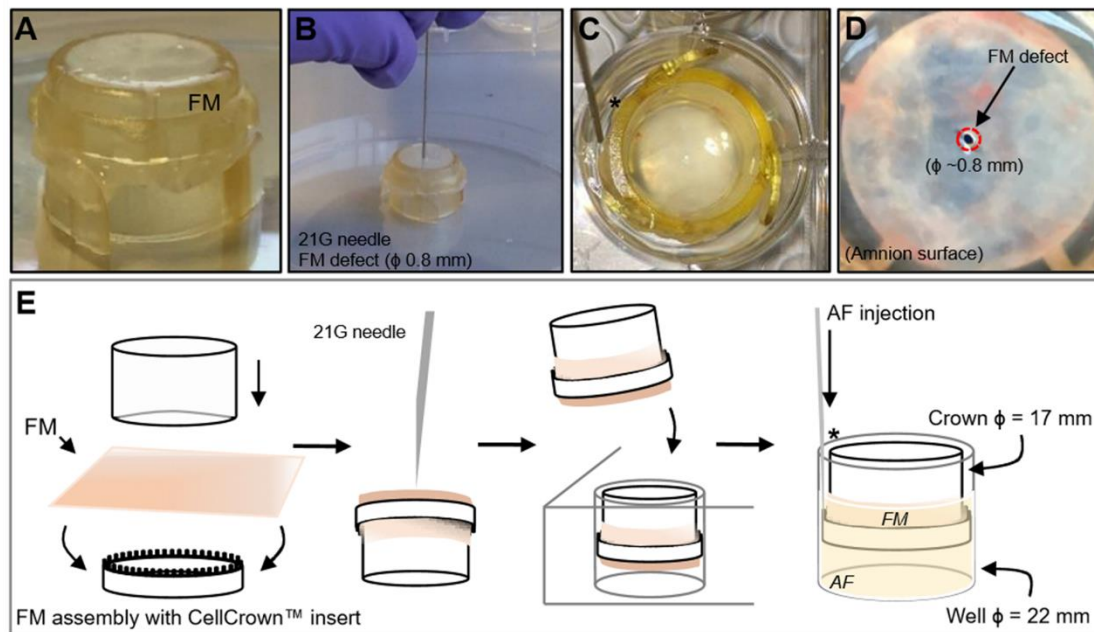 A
FM
B
21G needle
FM defect (ϕ 0.8 mm)
C
*
D
FM defect
(ϕ ~0.8 mm)
(Amnion surface)
E
FM
FM assembly with CellCrown™ insert
21G needle
AF injection
*
Crown ϕ = 17 mm
FM
AF
Well ϕ = 22 mm